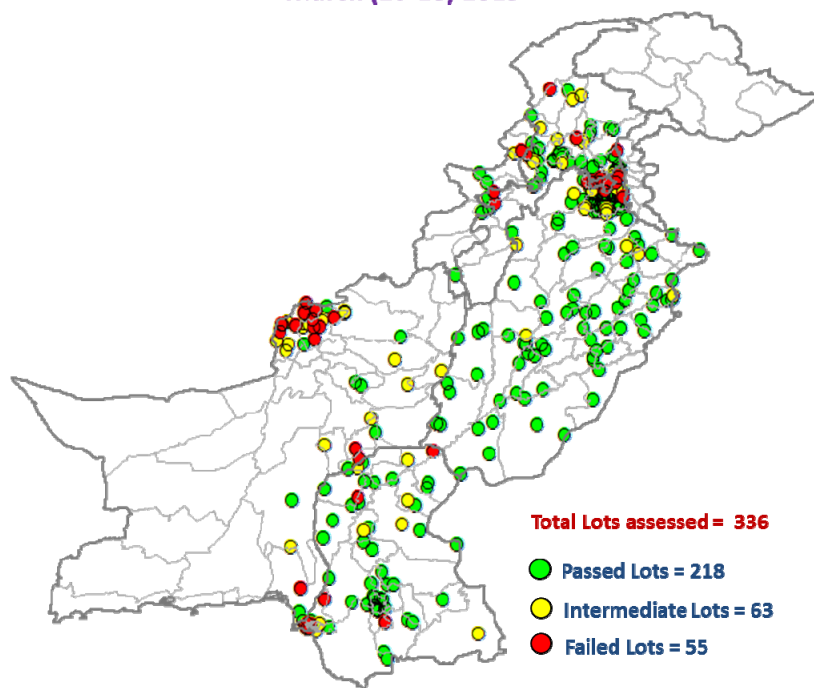 Total Lots assessed = 336
Passed Lots = 218
Intermediate Lots = 63
Failed Lots = 55